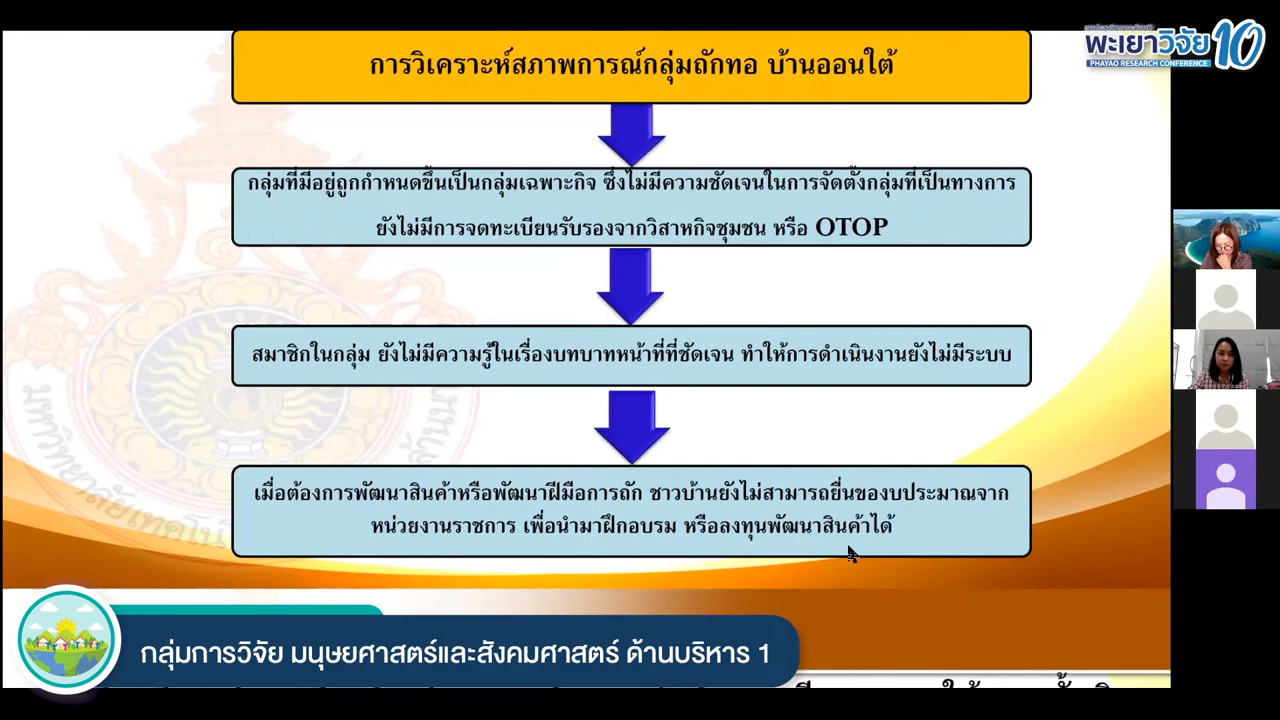 พะเยาวิจัย 10
PHAYAO RESEARCH CONFERENCE
การวิเคราะห์สภาพการณ์กลุ่มถักทอ บ้านออนใต้
กลุ่มที่มีอยู่ถูกกำหนดขึ้นเป็นกลุ่มเฉพาะกิจ ซึ่งไม่มีความชัดเจนในการจัดตั้งกลุ่มที่เป็นทางการ
ยังไม่มีการจดทะเบียนรับรองจากวิสาหกิจชุมชน หรือ OTOP
สมาชิกในกลุ่ม ยังไม่มีความรู้ในเรื่องบทบาทหน้าที่ที่ชัดเจน ทำให้การดำเนินงานยังไม่มีระบบ
เมื่อต้องการพัฒนาสินค้าหรือพัฒนาฝีมือการถัก ชาวบ้านยังไม่สามารถยื่นของบประมาณจาก
หน่วยงานราชการ เพื่อนำมาฝึกอบรม หรือลงทุนพัฒนาสินค้าได้
มหาวิทยาลัยเทคโนโ
กลุ่มการวิจัย มนุษยศาสตร์และสังคมศาสตร์ ด้านบริหาร 1